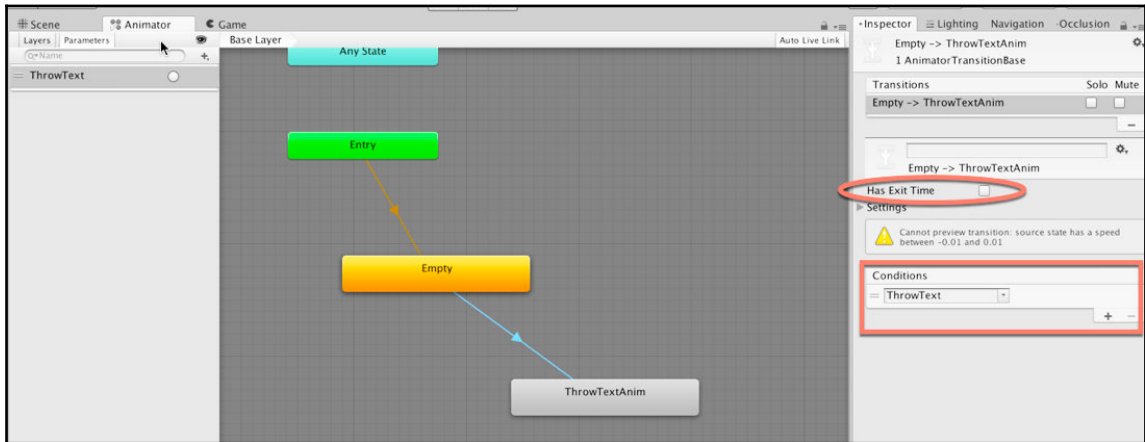 Scene Animator Game
Layers Parameters
Name
ThrowText
Base Layer Auto Live Link
Any State
Entry
Empty
ThrowTextAnim
Inspector Lighting Navigation Occlusion
Empty -> ThrowTextAnim
1 AnimatorTransitionBase
Transitions Solo Mute
Empty -> ThrowTextAnim
Empty -> ThrowTextAnim
Has Exit Time
Settings
Cannot preview transition: source state has a speed
between -0.01 and 0.01
Conditions
ThrowText